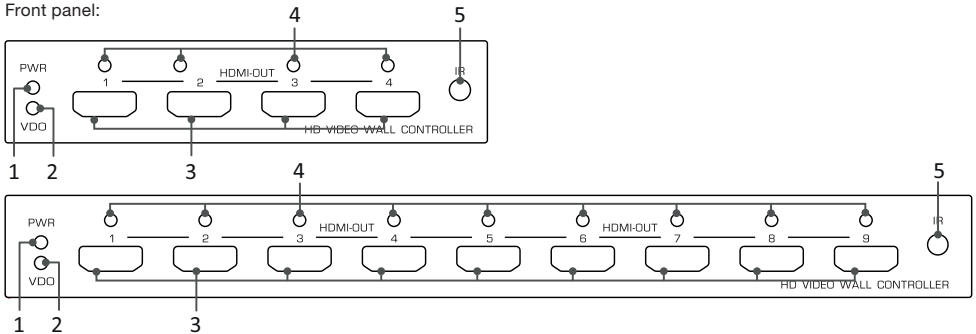 Front panel:
4 5
PWR
IR
HDMI-OUT
1 2 3 4
VDO
HD VIDEO WALL CONTROLLER
1 2 3
4 5
PWR
IR
HDMI-OUT HDMI-OUT
1 2 3 4 5 6 7 8 9
VDO
HD VIDEO WALL CONTROLLER
1 2 3